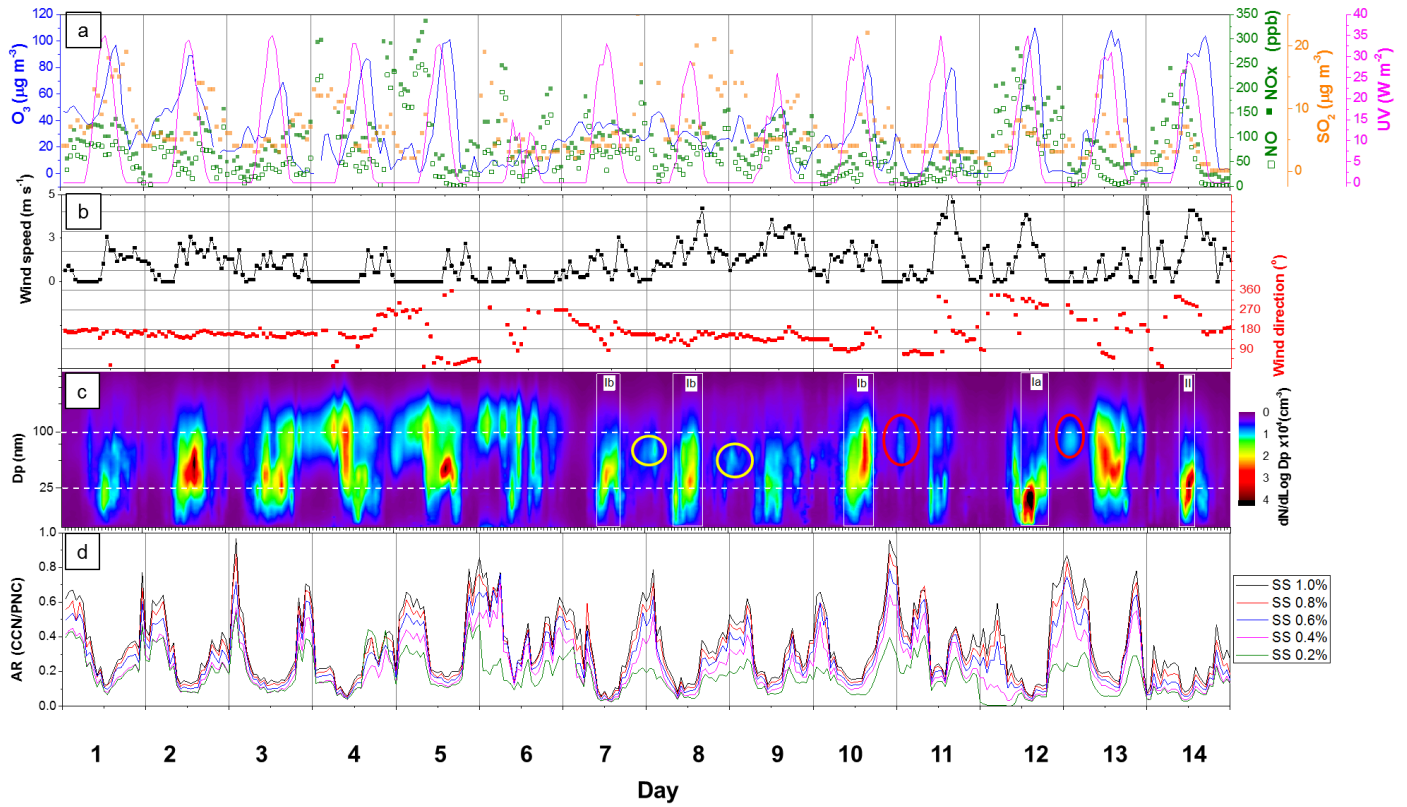 a
O3 (µg m-3)
120
100
80
60
40
20
0
350
300
250
200
150
100
50
0
□ NO ■ NOx (ppb)
20
10
0
SO2 (µg m-3)
40
35
30
25
20
15
10
5
0
UV (W m-2)
b
Wind speed (m s-1)
5
3
0
360
270
180
90
Wind direction (°)
c
Dp(nm)
100
25
Ib
Ib
Ib
Ia
II
0
1
2
3
4
dN/dLog Dp x10⁴(cm⁻³)
d
AR (CCN/PNC)
1.0
0.8
0.6
0.4
0.2
0.0
SS 1.0%
SS 0.8%
SS 0.6%
SS 0.4%
SS 0.2%
1 2 3 4 5 6 7 8 9 10 11 12 13 14
Day